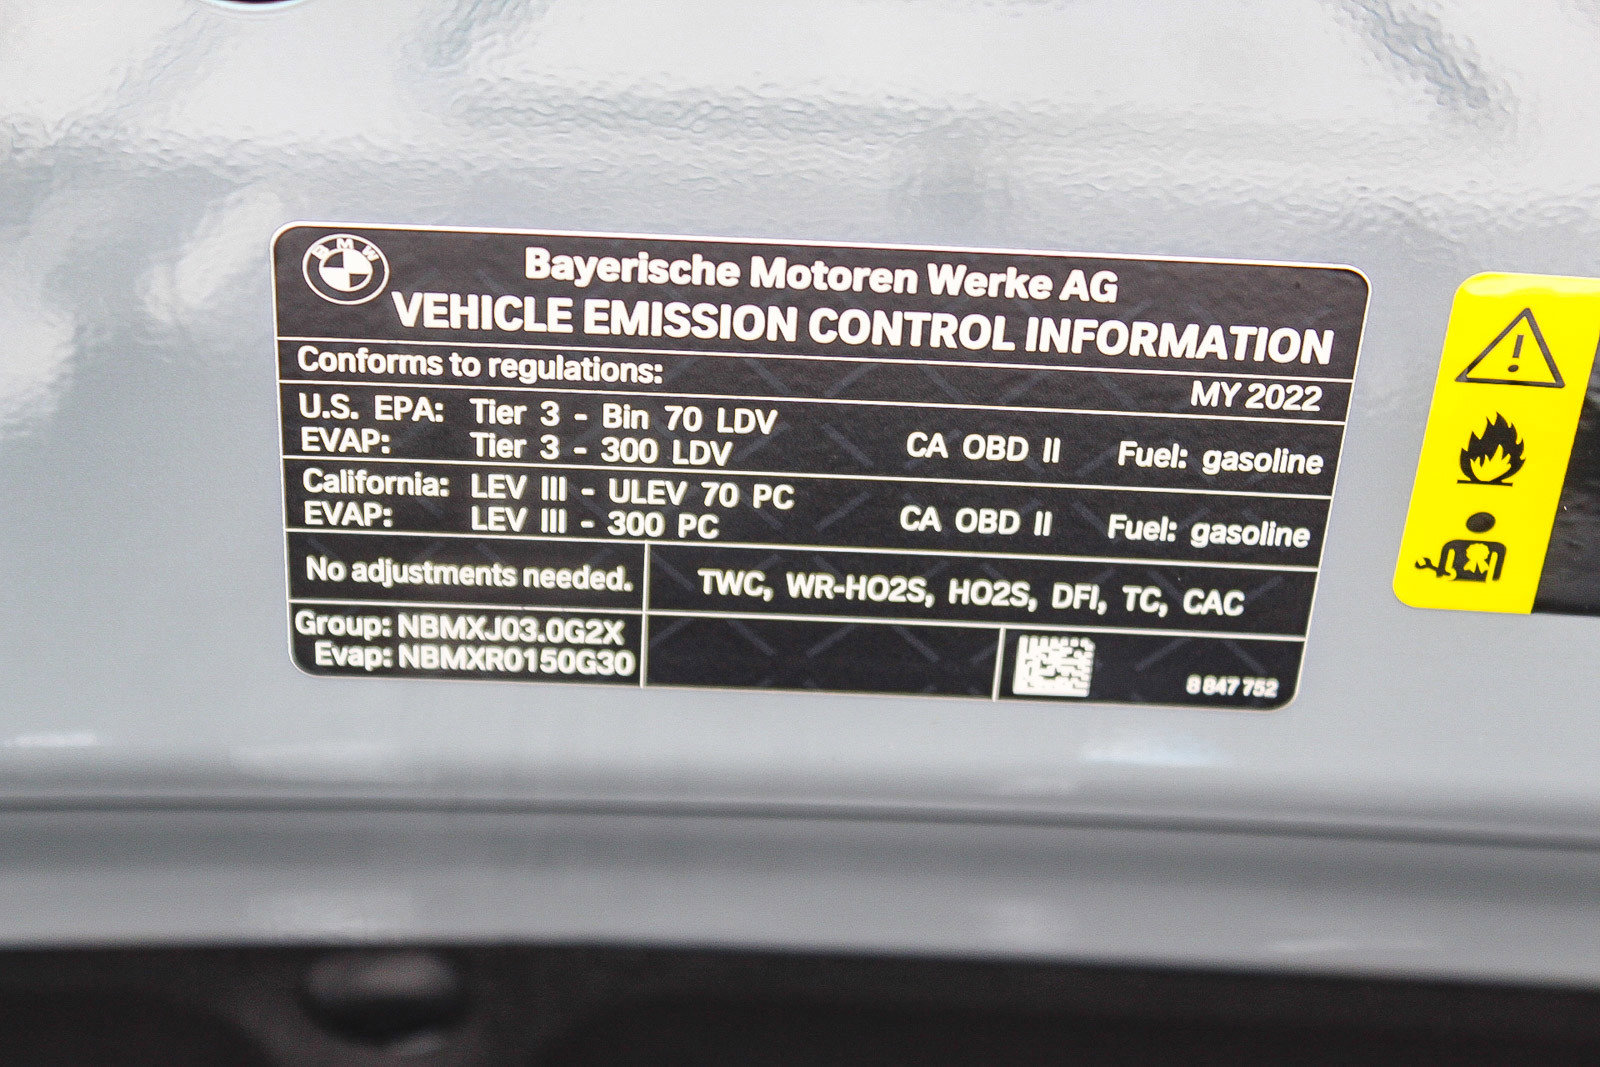 BMW
Bayerische Motoren Werke AG
VEHICLE EMISSION CONTROL INFORMATION
Conforms to regulations:
MY 2022
U.S. EPA: Tier 3 - Bin 70 LDV
EVAP: Tier 3 - 300 LDV
CA OBD II Fuel: gasoline
California: LEV III - ULEV 70 PC
EVAP: LEV III - 300 PC
CA OBD II Fuel: gasoline
No adjustments needed.
TWC, WR-HO2S, HO2S, DFI, TC, CAC
Group: NBMXJ03.0G2X
Evap: NBMXR0150G30
8 847 752